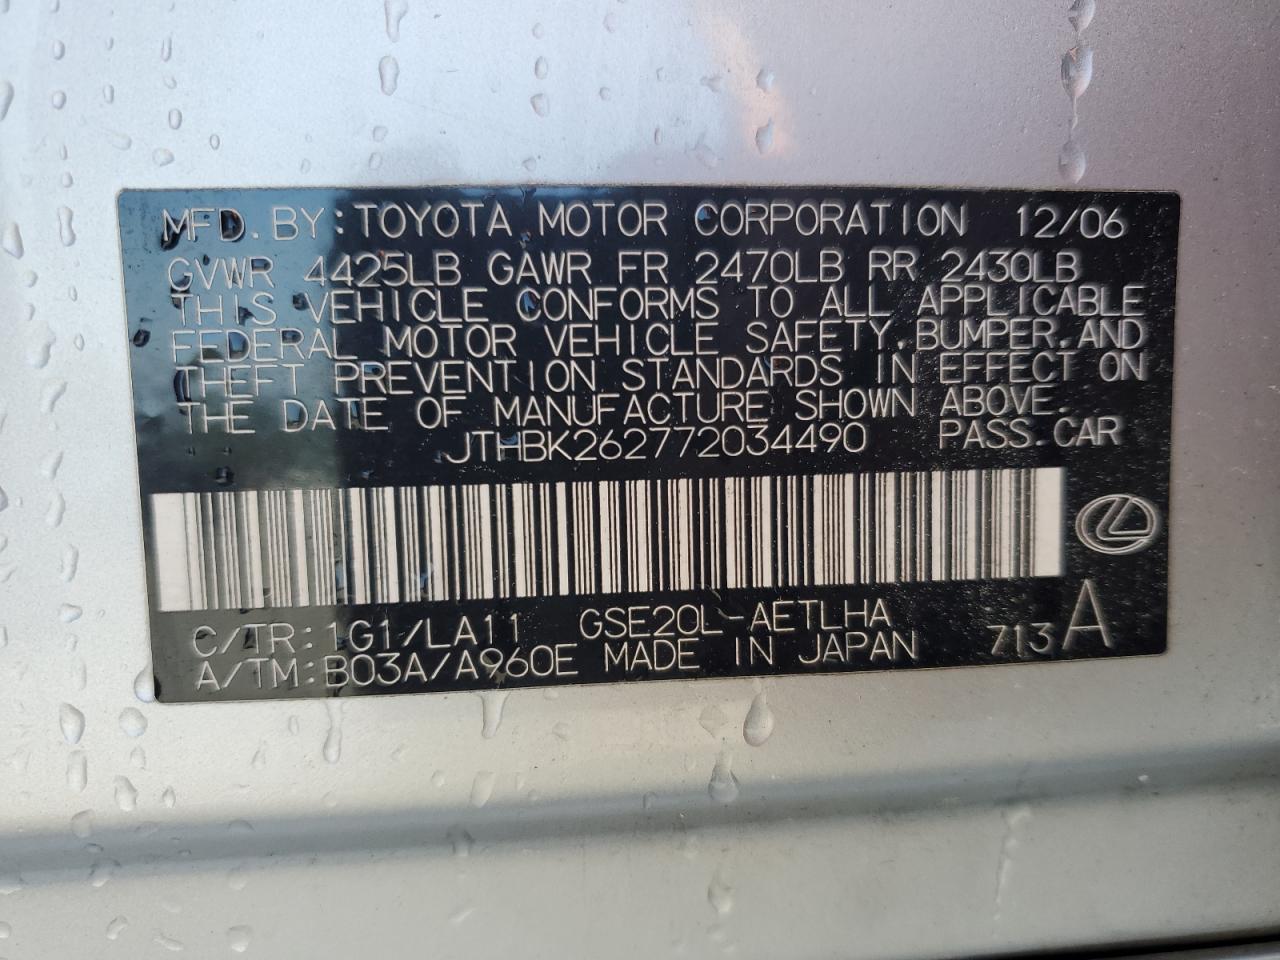 MFD. BY: TOYOTA MOTOR CORPORATION 12/06
GVWR 4425LB GAWR FR 2470LB RR 2430LB
THIS VEHICLE CONFORMS TO ALL APPLICABLE
FEDERAL MOTOR VEHICLE SAFETY, BUMPER, AND
THEFT PREVENTION STANDARDS IN EFFECT ON
THE DATE OF MANUFACTURE SHOWN ABOVE.
JTHBK262772034490 PASS. CAR
C/TR: 1G1/LA11 GSE20L-AETLHA
A/TM: B03A/A960E MADE IN JAPAN 713 A